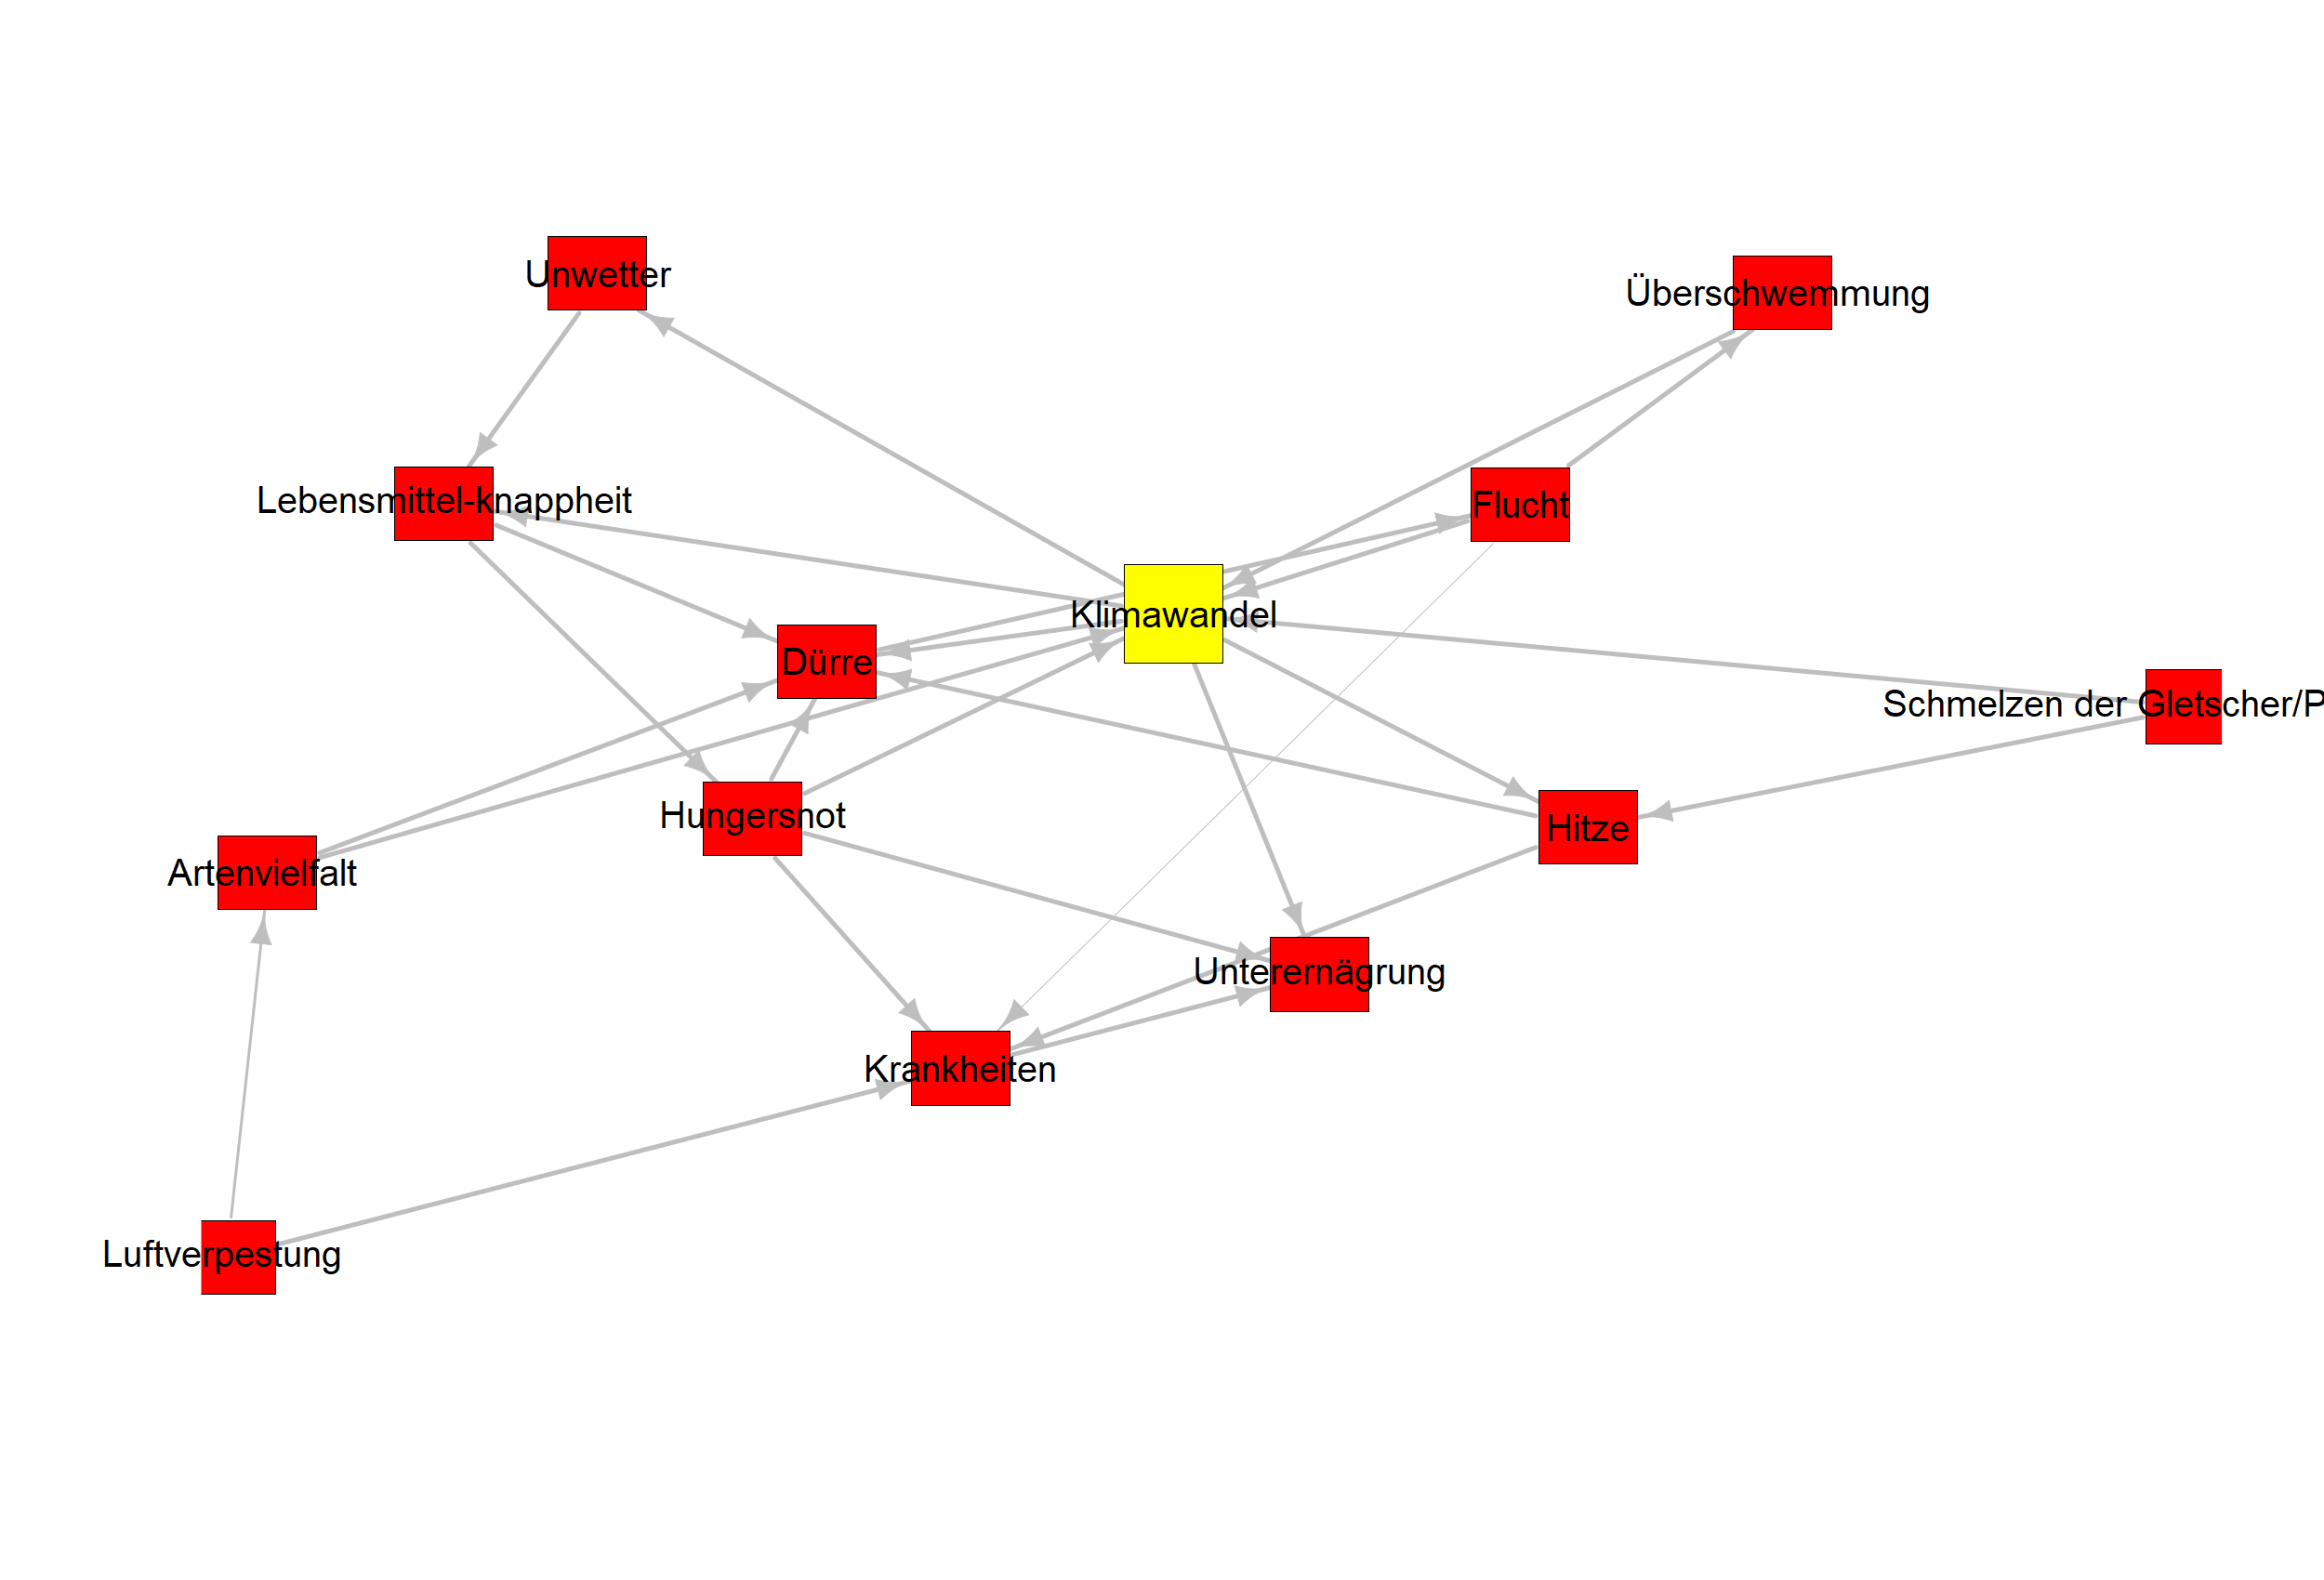 Unwetter
Überschwemmung
Lebensmittel-knappheit
Flucht
Klimawandel
Dürre
Schmelzen der Gletscher/P
Hungersnot
Hitze
Artenvielfalt
Unterernägrung
Krankheiten
Luftverpestung